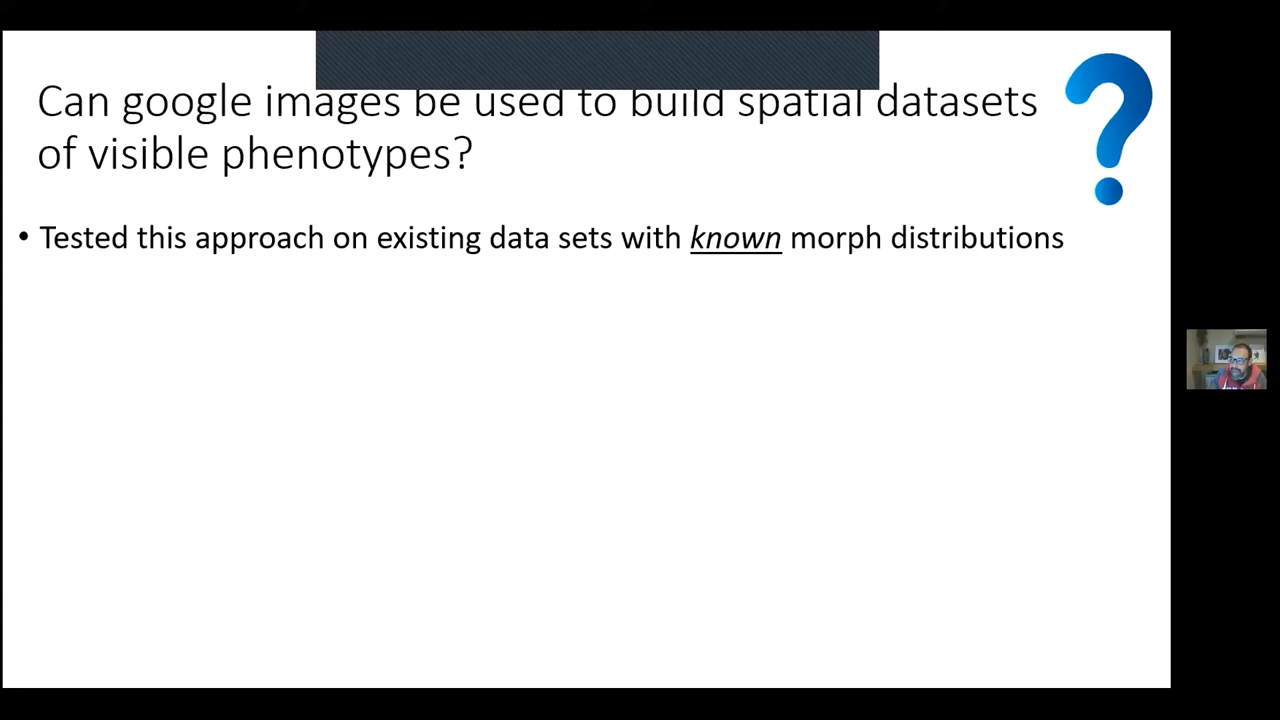 Can google images be used to build spatial datasets
of visible phenotypes?
• Tested this approach on existing data sets with known morph distributions